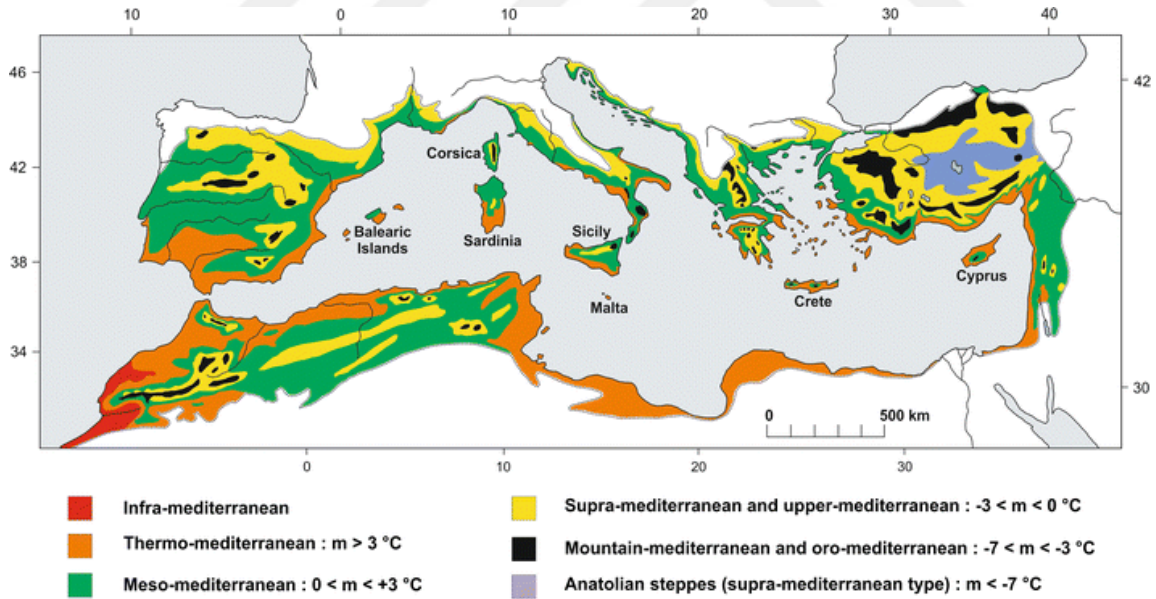 10 0 10 20 30 40
46
42
42
38
34
30
Corsica
Balearic
Islands
Sardinia
Sicily
Malta
Crete
Cyprus
0 500 km
0 10 20 30
Infra-mediterranean
Thermo-mediterranean : m > 3 °C
Meso-mediterranean : 0 < m < +3 °C
Supra-mediterranean and upper-mediterranean : -3 < m < 0 °C
Mountain-mediterranean and oro-mediterranean : -7 < m < -3 °C
Anatolian steppes (supra-mediterranean type) : m < -7 °C